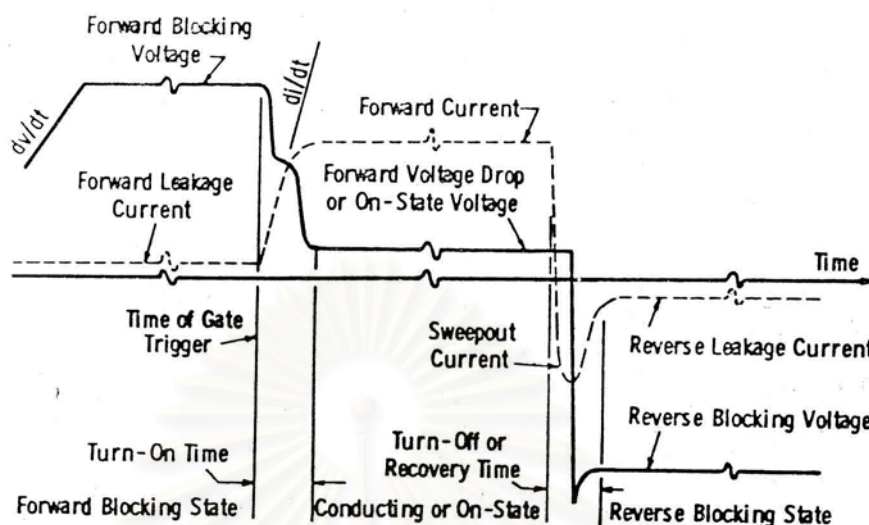 Forward Blocking
Voltage
dv/dt
di/dt
Forward Current
Forward Leakage
Current
Forward Voltage Drop
or On-State Voltage
Time
Time of Gate
Trigger
Sweepout
Current
Reverse Leakage Current
Reverse Blocking Voltage
Turn-On Time
Turn-Off or
Recovery Time
Forward Blocking State
Conducting or On-State
Reverse Blocking State